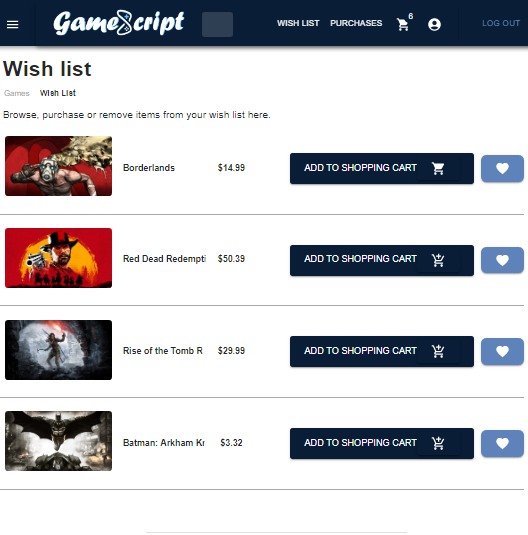 GameScript
WISH LIST PURCHASES 6 LOG OUT
Wish list
Games Wish List
Browse, purchase or remove items from your wish list here.
Borderlands $14.99 ADD TO SHOPPING CART
Red Dead Redempti $50.39 ADD TO SHOPPING CART
Rise of the Tomb R $29.99 ADD TO SHOPPING CART
Batman: Arkham Kr $3.32 ADD TO SHOPPING CART